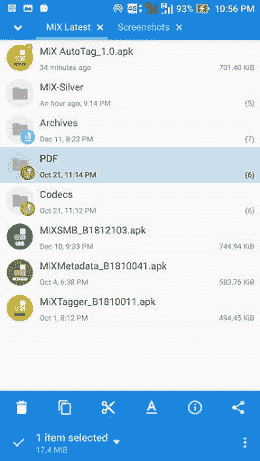 4G 93% 10:56 PM
MiX Latest × Screenshots ×
MiX AutoTag_1.0.apk
34 minutes ago 701.40 KiB
MiX-Silver
An hour ago, 9:14 PM (5)
Archives
Dec 11, 8:23 PM (7)
PDF
Oct 21, 11:14 PM (6)
Codecs
Oct 21, 11:12 PM (6)
MiXSMB_B1812103.apk
Dec 10, 9:33 PM 744.94 KiB
MiXMetadata_B1810041.apk
Oct 4, 6:38 PM 583.76 KiB
MiXTagger_B1810011.apk
Oct 1, 8:12 PM 494.45 KiB
A
1 item selected
17.4 MiB